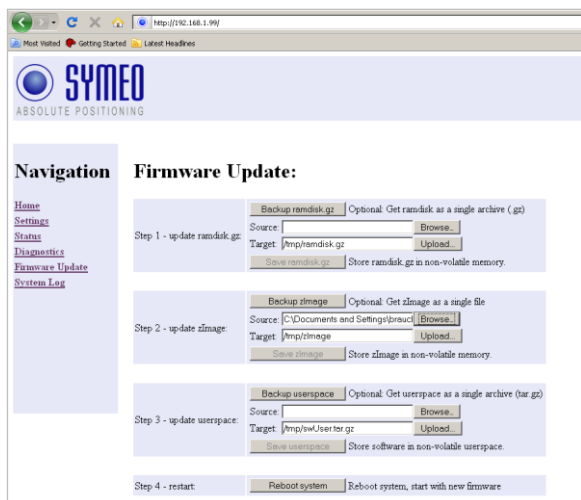 http://192.168.1.99/
Most Visited Getting Started Latest Headlines
SYMEO
ABSOLUTE POSITIONING
Navigation
Home
Settings
Status
Diagnostics
Firmware Update
System Log
Firmware Update:
Step 1 - update ramdisk.gz:
Backup ramdisk.gz Optional: Get ramdisk as a single archive (.gz)
Source: Browse..
Target: /tmp/ramdisk.gz Upload...
Save ramdisk.gz Store ramdisk.gz in non-volatile memory.
Step 2 - update zImage:
Backup zImage Optional: Get zImage as a single file
Source: C:\Documents and Settings\brauch Browse..
Target: /tmp/zImage Upload...
Save zImage Store zImage in non-volatile memory.
Step 3 - update userspace:
Backup userspace Optional: Get userspace as a single archive (tar.gz)
Source: Browse..
Target: /tmp/swUser.tar.gz Upload...
Save userspace Store software in non-volatile userspace.
Step 4 - restart: Reboot system Reboot system, start with new firmware